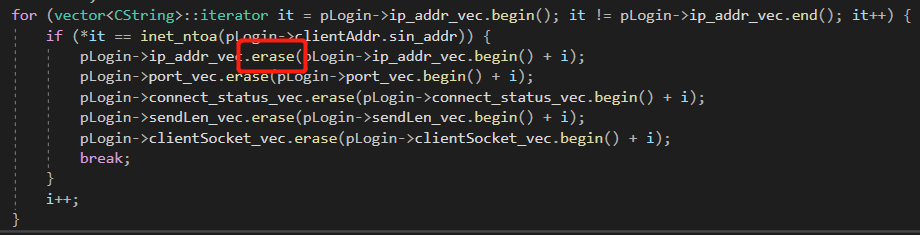 for (vector<CString>::iterator it = pLogin->ip_addr_vec.begin(); it != pLogin->ip_addr_vec.end(); it++) {
if (*it == inet_ntoa(pLogin->clientAddr.sin_addr)) {
pLogin->ip_addr_vec.erase(pLogin->ip_addr_vec.begin() + i);
pLogin->port_vec.erase(pLogin->port_vec.begin() + i);
pLogin->connect_status_vec.erase(pLogin->connect_status_vec.begin() + i);
pLogin->sendLen_vec.erase(pLogin->sendLen_vec.begin() + i);
pLogin->clientSocket_vec.erase(pLogin->clientSocket_vec.begin() + i);
break;
}
i++;
}